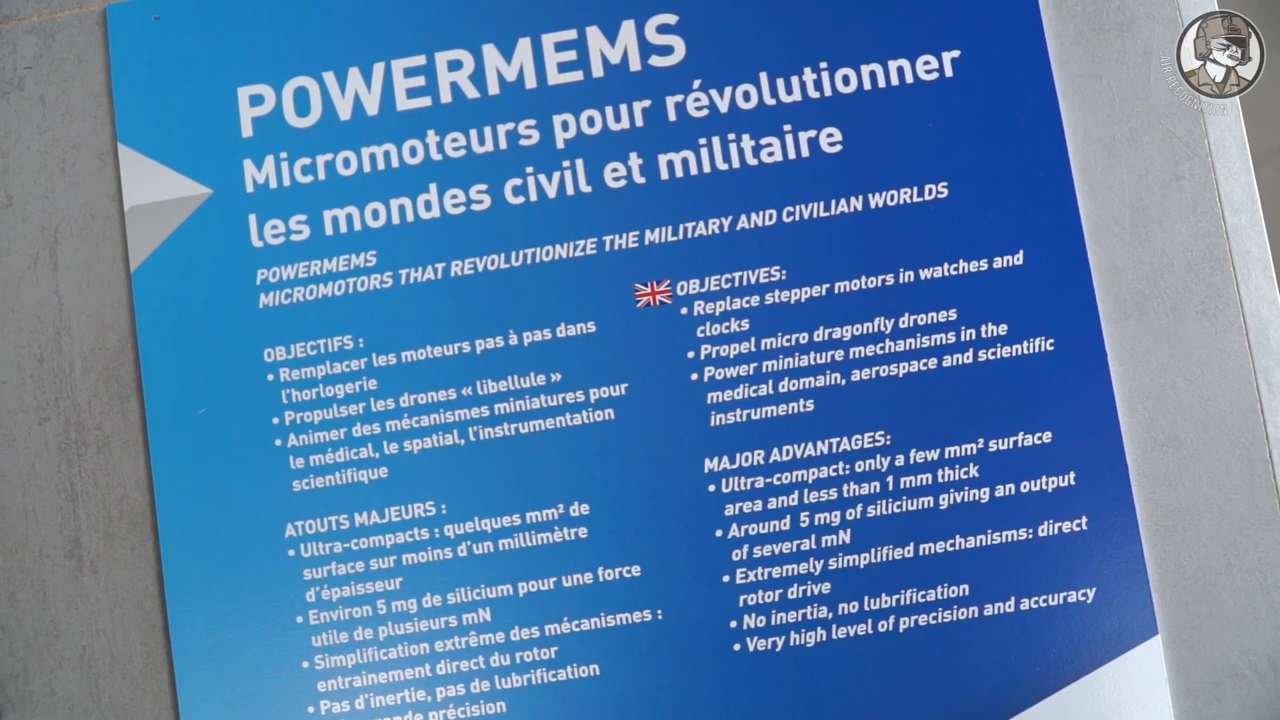 POWERMEMS
Micromoteurs pour révolutionner
les mondes civil et militaire
POWERMEMS
MICROMOTORS THAT REVOLUTIONIZE THE MILITARY AND CIVILIAN WORLDS
OBJECTIFS :
• Remplacer les moteurs pas à pas dans
l'horlogerie
• Propulser les drones « libellule »
• Animer des mécanismes miniatures pour
le médical, le spatial, l'instrumentation
scientifique
ATOUTS MAJEURS :
• Ultra-compacts : quelques mm² de
surface sur moins d'un millimètre
d'épaisseur
• Environ 5 mg de silicium pour une force
utile de plusieurs mN
• Simplification extrême des mécanismes :
entrainement direct du rotor
• Pas d'inertie, pas de lubrification
précision
OBJECTIVES:
• Replace stepper motors in watches and
clocks
• Propel micro dragonfly drones
• Power miniature mechanisms in the
medical domain, aerospace and scientific
instruments
MAJOR ADVANTAGES:
• Ultra-compact: only a few mm² surface
area and less than 1 mm thick
• Around 5 mg of silicium giving an output
of several mN
• Extremely simplified mechanisms: direct
rotor drive
• No inertia, no lubrification
• Very high level of precision and accuracy
AIR RECOGNITION